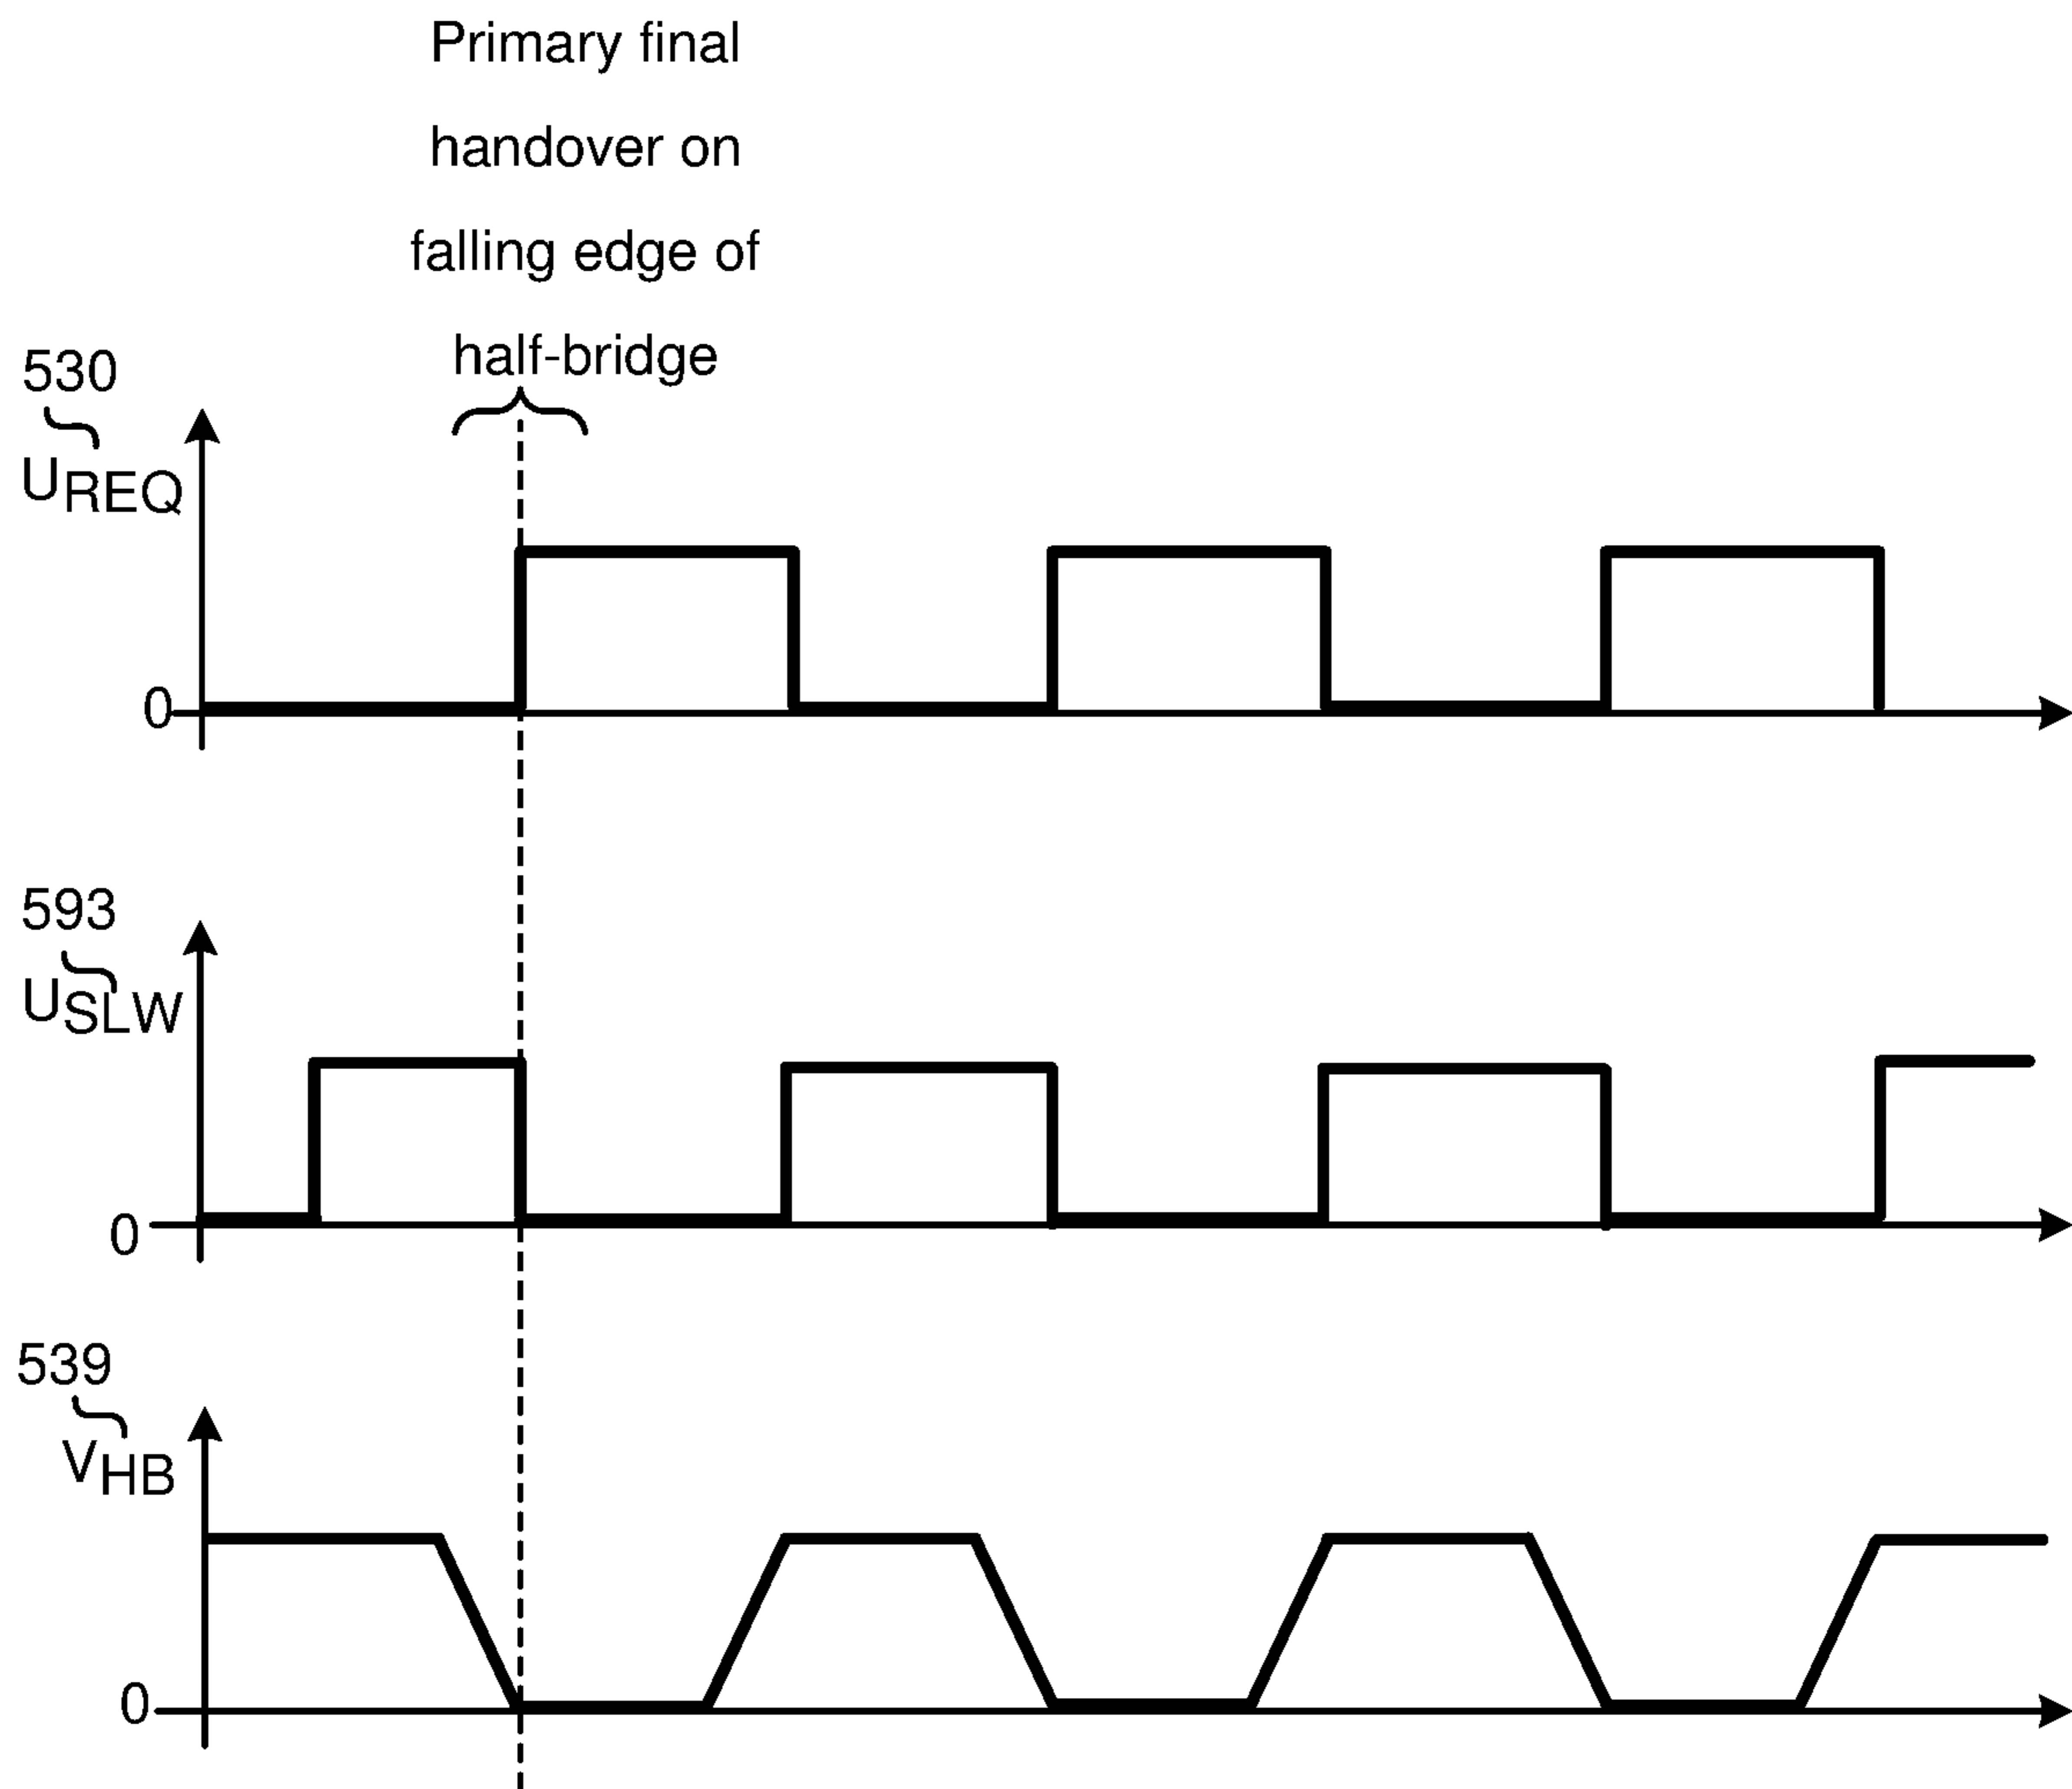 Primary final
handover on
falling edge of
half-bridge
530
UREQ
0
593
USLW
0
539
VHB
0